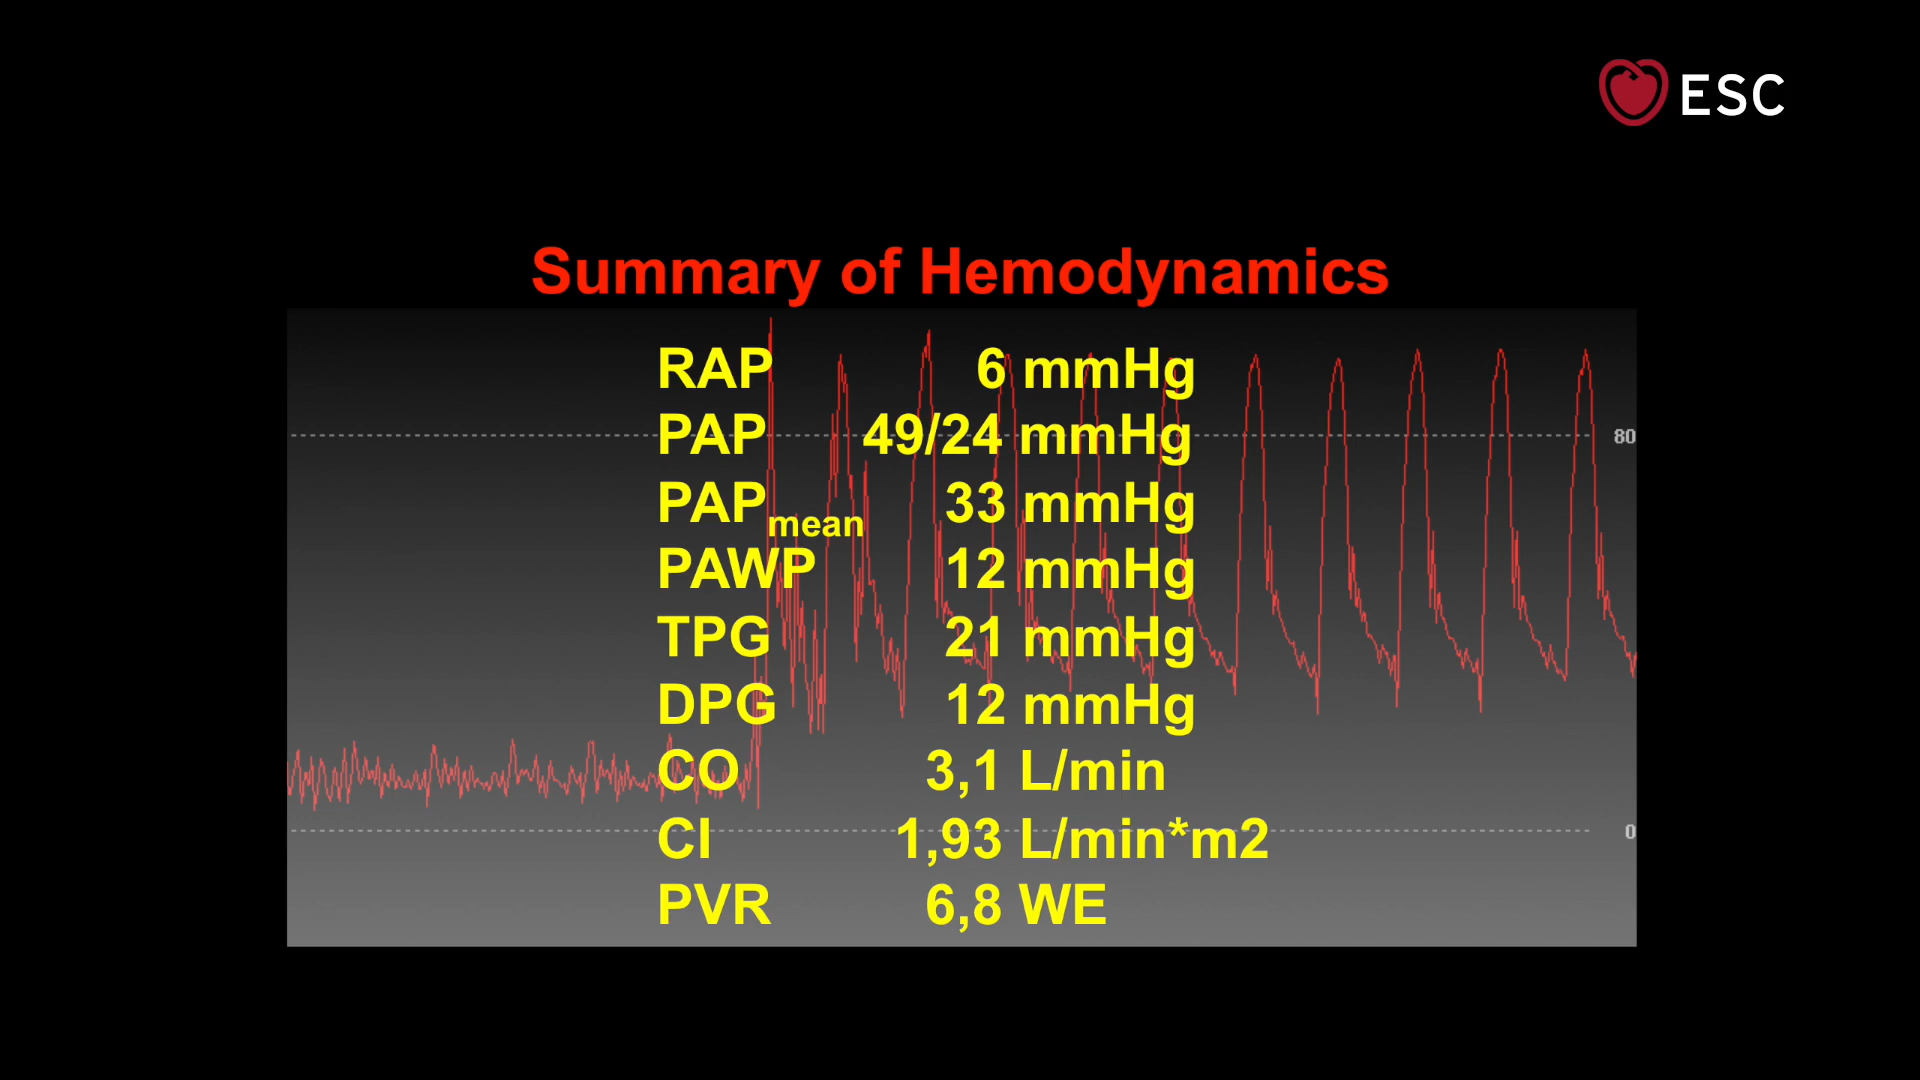 ESC
Summary of Hemodynamics
RAP 6 mmHg
PAP 49/24 mmHg
80
PAPmean 33 mmHg
PAWP 12 mmHg
TPG 21 mmHg
DPG 12 mmHg
CO 3,1 L/min
CI 1,93 L/min*m2
0
PVR 6,8 WE